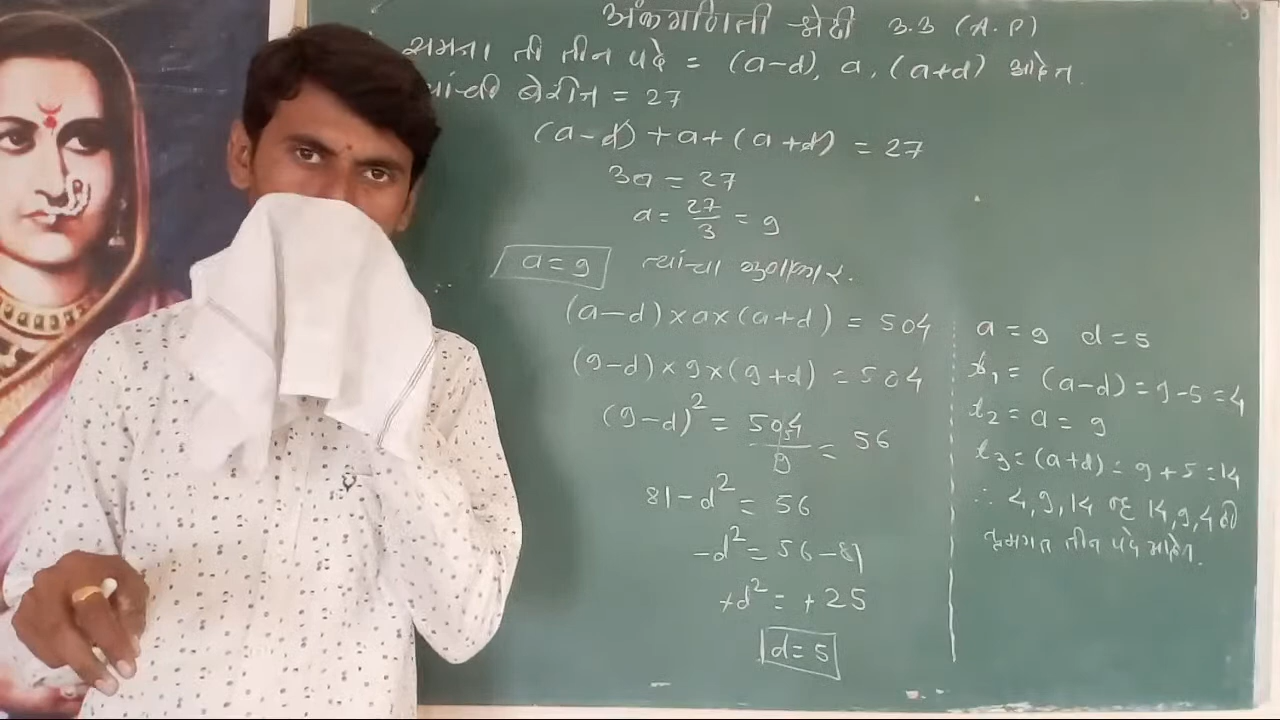 अंकगणिती श्रेढी 3.3 (A.P)
समजा ती तीन पदे = (a-d), a, (a+d) आहेत.
बेरीज = 27
(a-d) + a + (a+d) = 27
3a = 27
a = 27/3 = 9
a = 9 त्यांचा गुणाकार.
(a-d) × a × (a+d) = 504
(9-d) × 9 × (9+d) = 504
(9-d)² = 504/9 = 56
81 - d² = 56
-d² = 56 - 81
+d² = +25
d = 5
a = 9 d = 5
t₁ = (a-d) = 9-5 = 4
t₂ = a = 9
t₃ = (a+d) = 9+5 = 14
∴ 4, 9, 14 14, 9, 4 ही
क्रमागत तीन पदे आहेत.